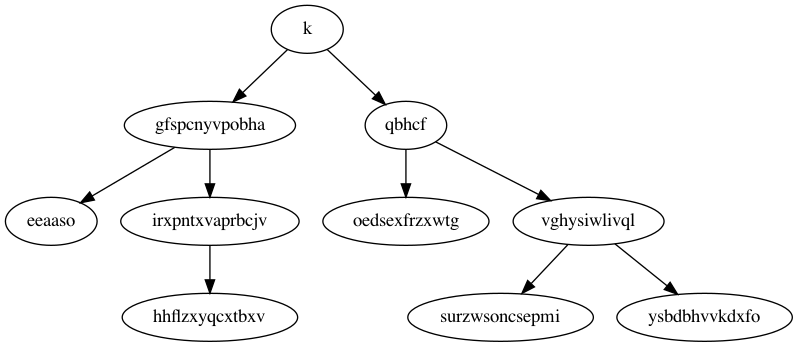 k
gfspcnyvpobha
qbhcf
eeaaso
irxpntxvaprbcjv
oedsexfrzxwtg
vghysiwlivql
hhflzxyqcxtbxv
surzwsoncsepmi
ysbdbhvvkdxfo